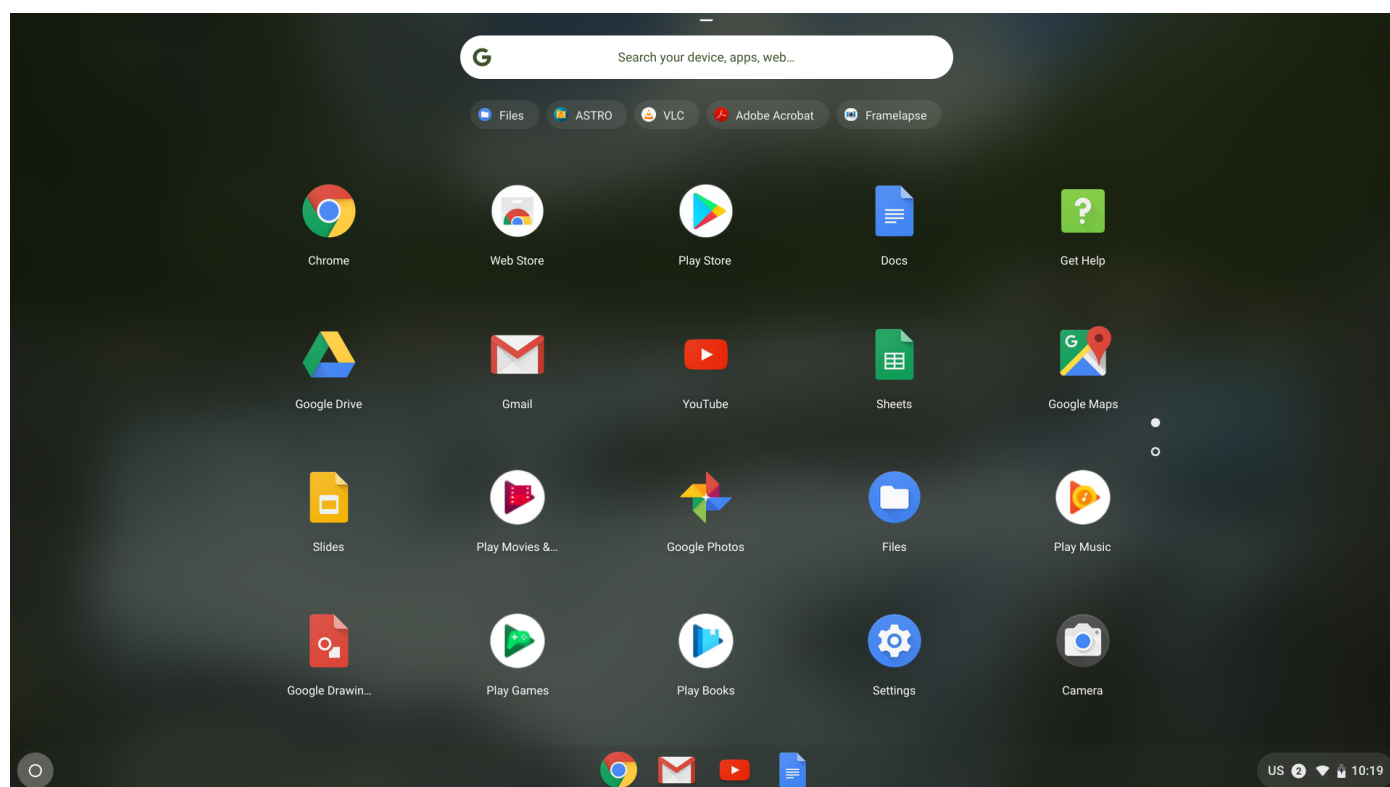 G Search your device, apps, web...
Files ASTRO VLC Adobe Acrobat Framelapse
Chrome Web Store Play Store Docs Get Help
G
Google Drive Gmail YouTube Sheets Google Maps
Slides Play Movies &... Google Photos Files Play Music
Google Drawin... Play Games Play Books Settings Camera
US 2 10:19